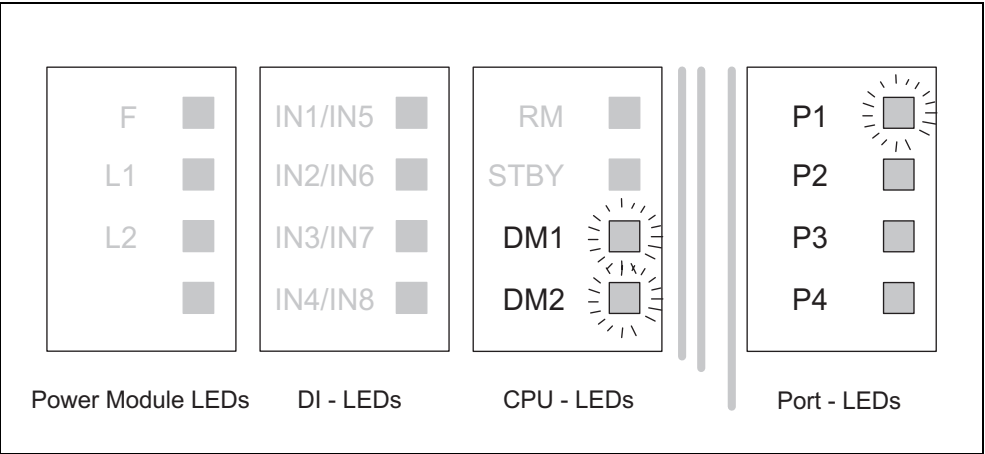 F
L1
L2
Power Module LEDs
IN1/IN5
IN2/IN6
IN3/IN7
IN4/IN8
DI - LEDs
RM
STBY
DM1
DM2
CPU - LEDs
P1
P2
P3
P4
Port - LEDs